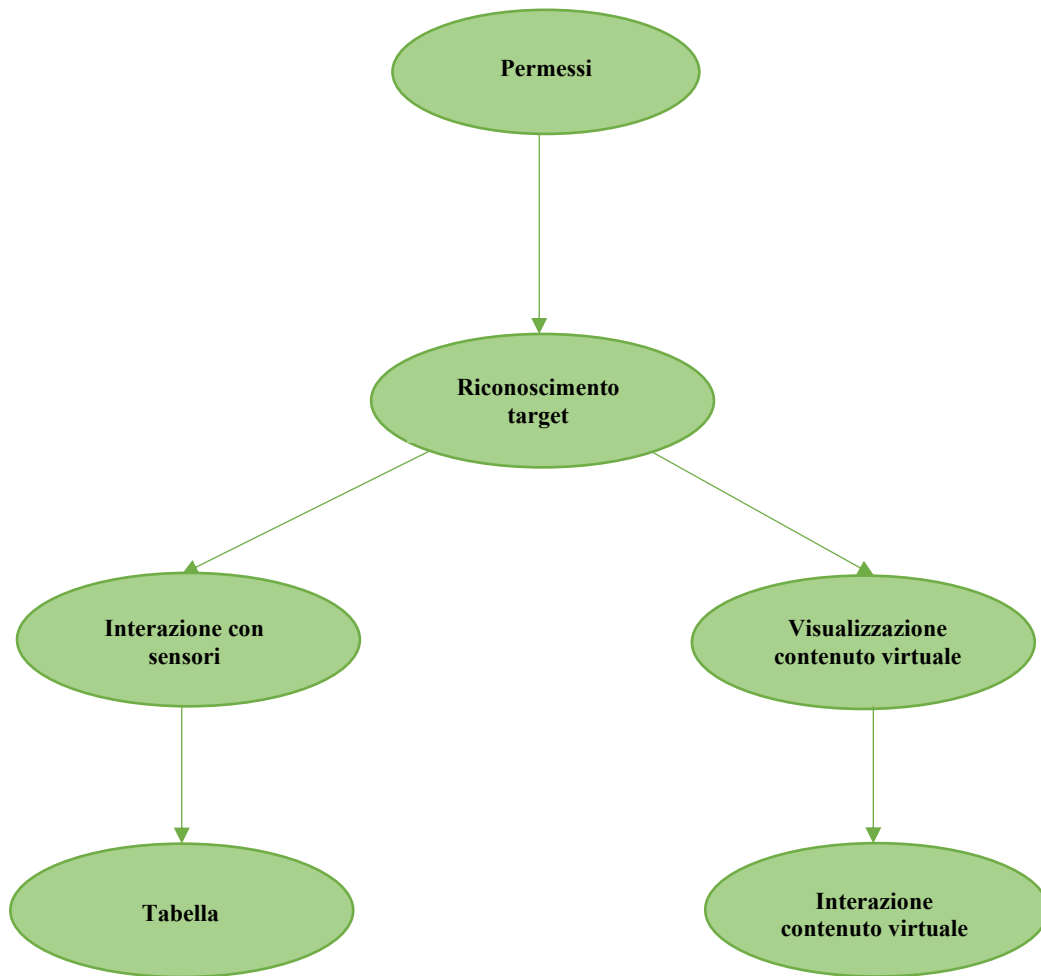 Permessi
Riconoscimento
target
Interazione con
sensori
Visualizzazione
contenuto virtuale
Tabella
Interazione
contenuto virtuale